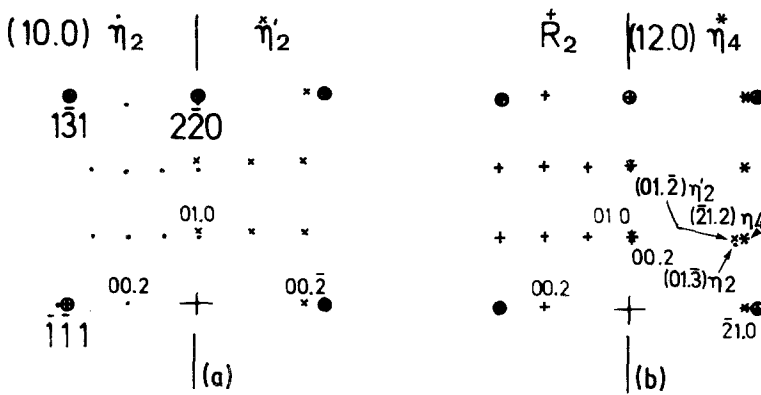 (10.0) η̇₂ | η̽'₂
13̄1 22̄0
01.0
00.2 00.2̄
1̄1̄1
(a)
R̟₂ | (12.0) η̽₄
(01.2̄)η'₂
(2̄1.2) η₄
01 0
00.2
(01.3̄)η₂
00.2
2̄1.0
(b)